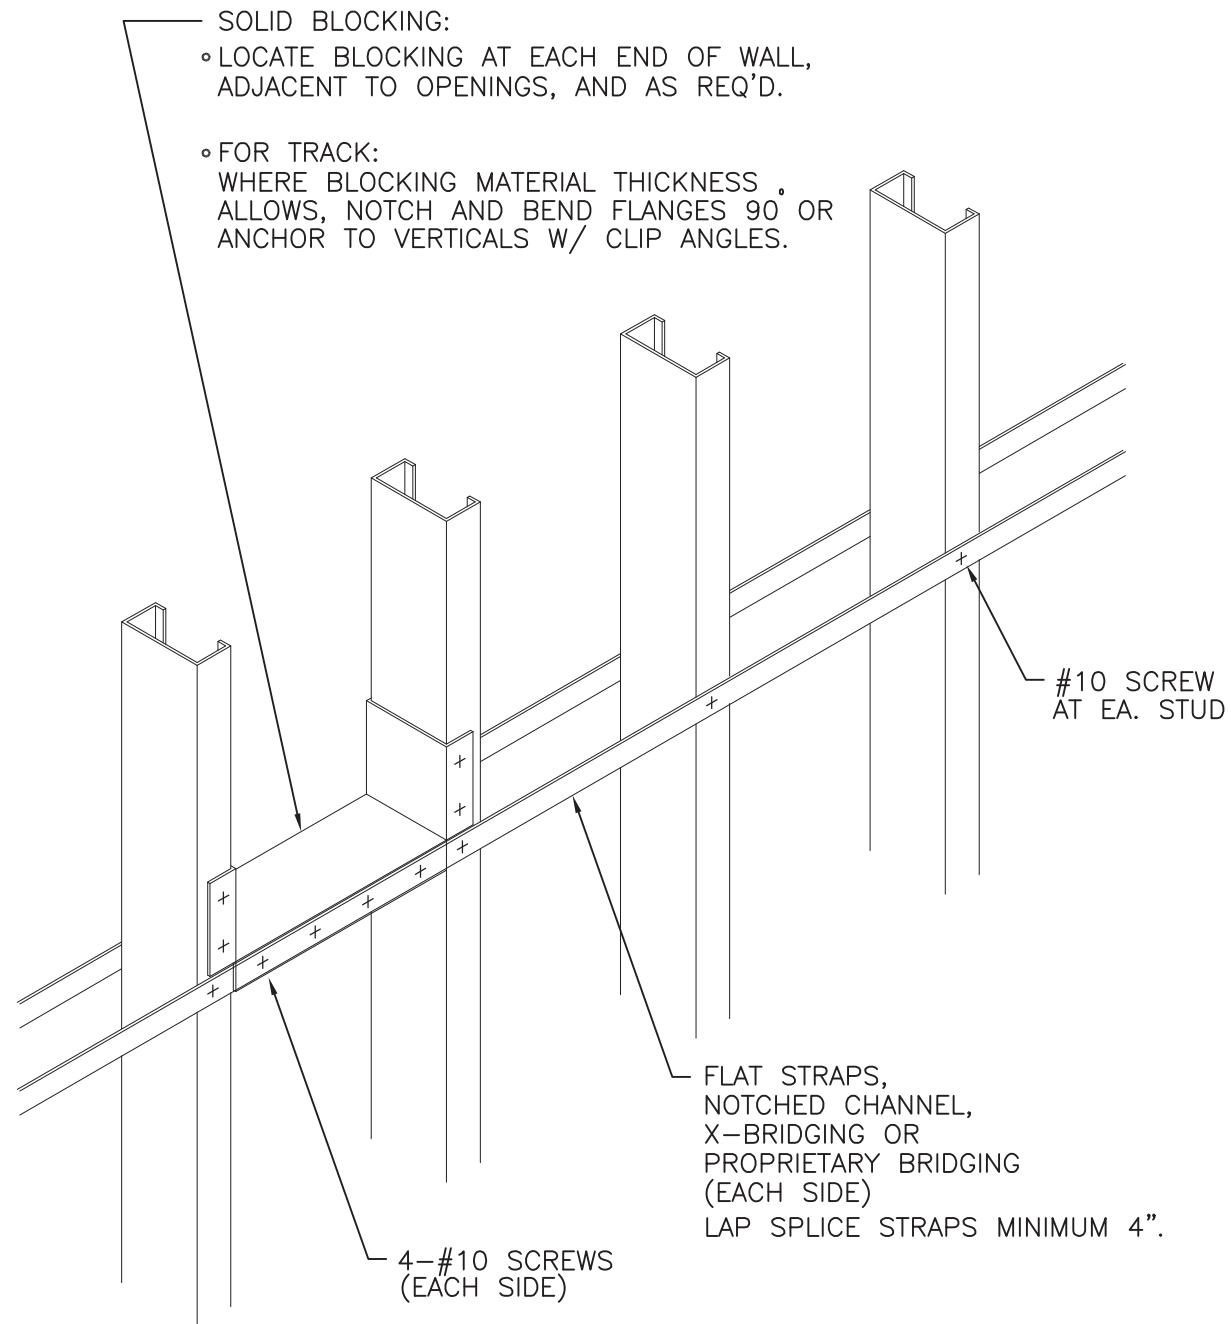 SOLID BLOCKING:
∘ LOCATE BLOCKING AT EACH END OF WALL,
ADJACENT TO OPENINGS, AND AS REQ'D.
∘ FOR TRACK:
WHERE BLOCKING MATERIAL THICKNESS
ALLOWS, NOTCH AND BEND FLANGES 90° OR
ANCHOR TO VERTICALS W/ CLIP ANGLES.
#10 SCREW
AT EA. STUD
FLAT STRAPS,
NOTCHED CHANNEL,
X-BRIDGING OR
PROPRIETARY BRIDGING
(EACH SIDE)
LAP SPLICE STRAPS MINIMUM 4".
4-#10 SCREWS
(EACH SIDE)